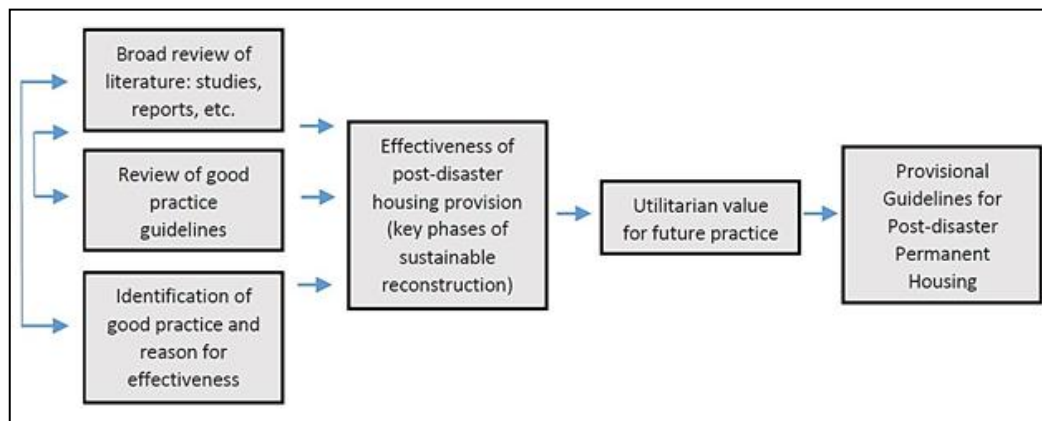 Broad review of
literature: studies,
reports, etc.
Review of good
practice
guidelines
Identification of
good practice and
reason for
effectiveness
Effectiveness of
post-disaster
housing provision
(key phases of
sustainable
reconstruction)
Utilitarian value
for future practice
Provisional
Guidelines for
Post-disaster
Permanent
Housing